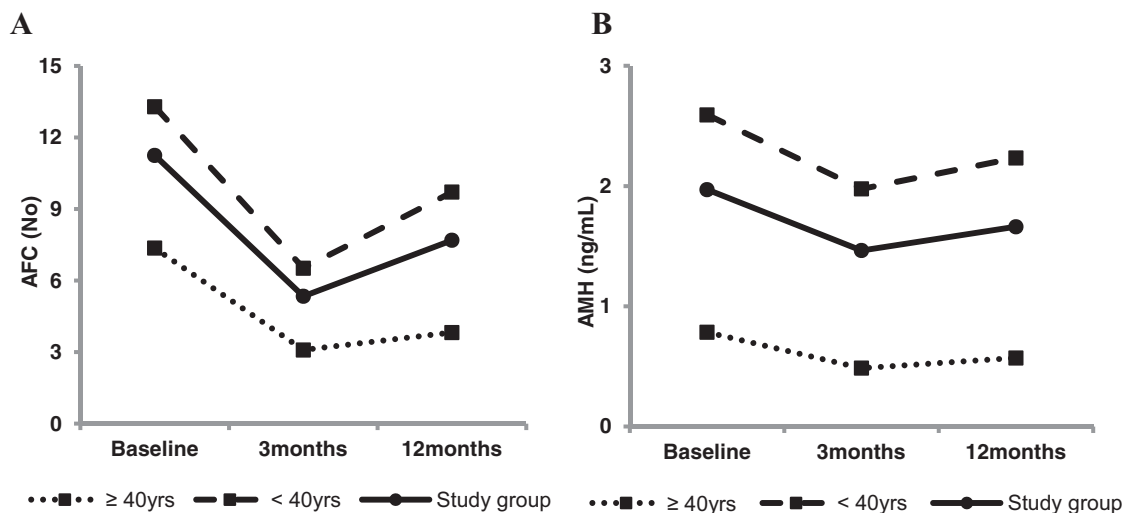 A
15
12
9
6
3
0
AFC (No)
Baseline 3months 12months
≥ 40yrs < 40yrs Study group
B
3
2
1
0
AMH (ng/mL)
Baseline 3months 12months
≥ 40yrs < 40yrs Study group